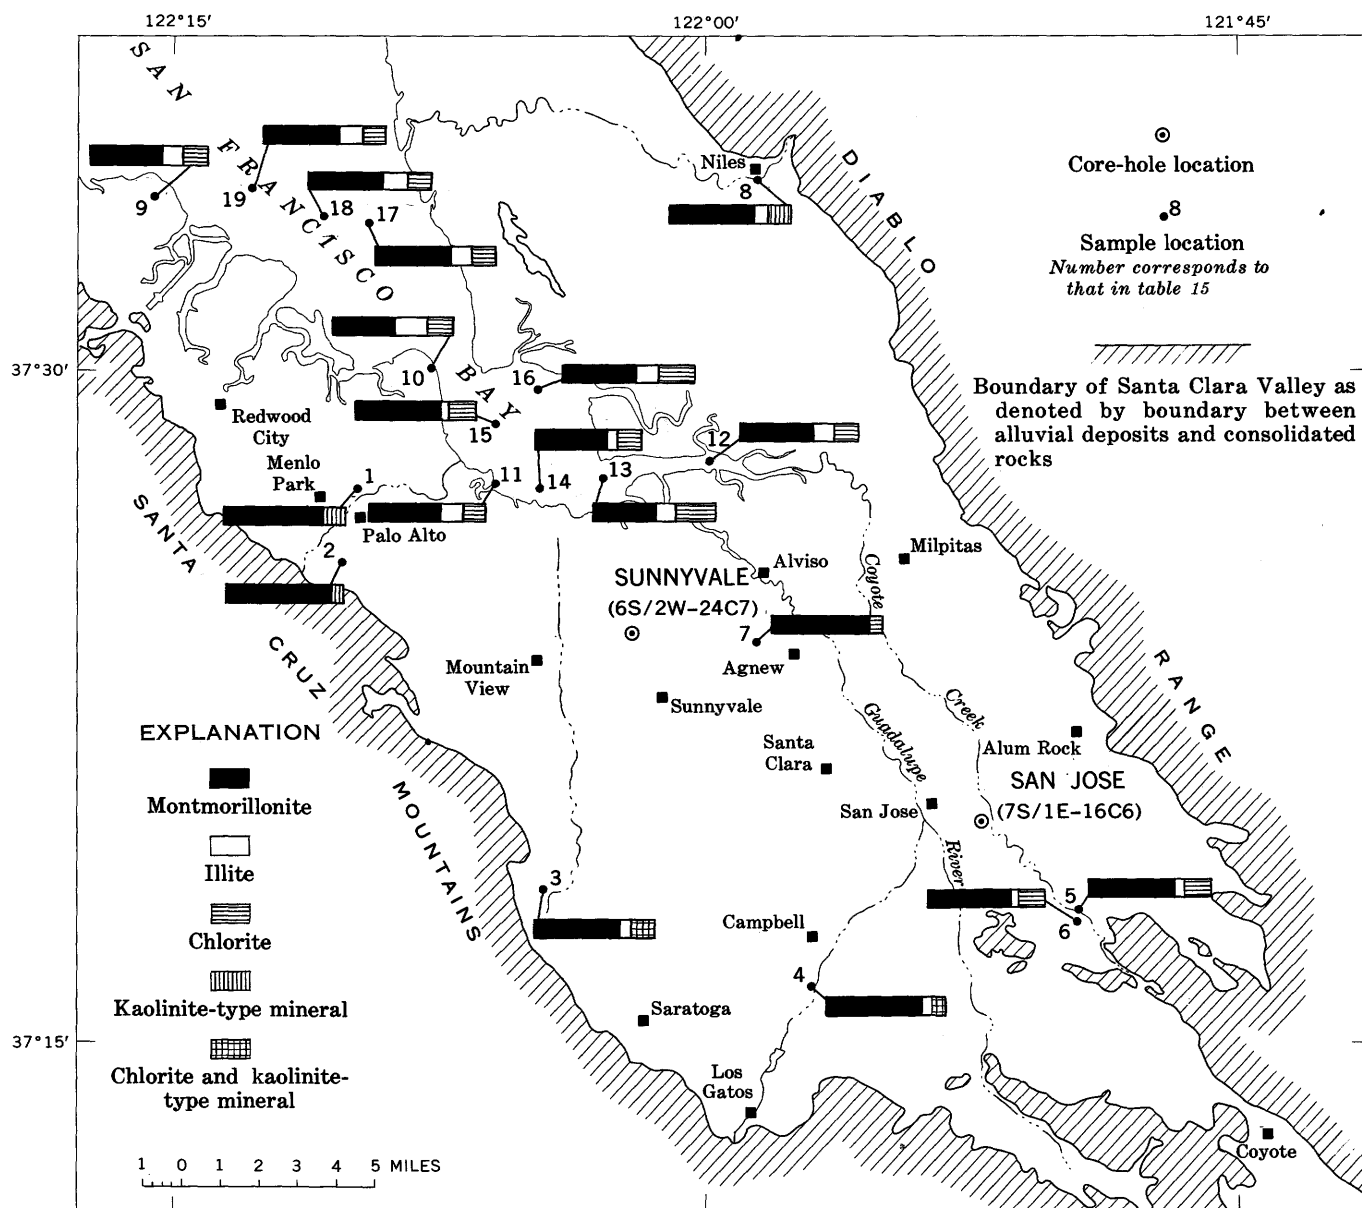 122°15′
122°00′
121°45′
37°30′
37°15′
SAN
FRANCISCO
BAY
DIABLO
RANGE
SANTA
CRUZ
MOUNTAINS
Niles
8
9
19
18
17
10
16
15
12
11
14
13
1
2
7
3
4
5
6
Redwood
City
Menlo
Park
Palo Alto
Alviso
Milpitas
SUNNYVALE
(6S/2W–24C7)
Coyote
Creek
Agnew
Mountain
View
Sunnyvale
Guadalupe
River
Santa
Clara
Alum Rock
SAN JOSE
(7S/1E–16C6)
San Jose
Campbell
Saratoga
Los
Gatos
Coyote
Core-hole location
8
Sample location
Number corresponds to
that in table 15
Boundary of Santa Clara Valley as
denoted by boundary between
alluvial deposits and consolidated
rocks
EXPLANATION
Montmorillonite
Illite
Chlorite
Kaolinite-type mineral
Chlorite and kaolinite-
type mineral
1 0 1 2 3 4 5 MILES